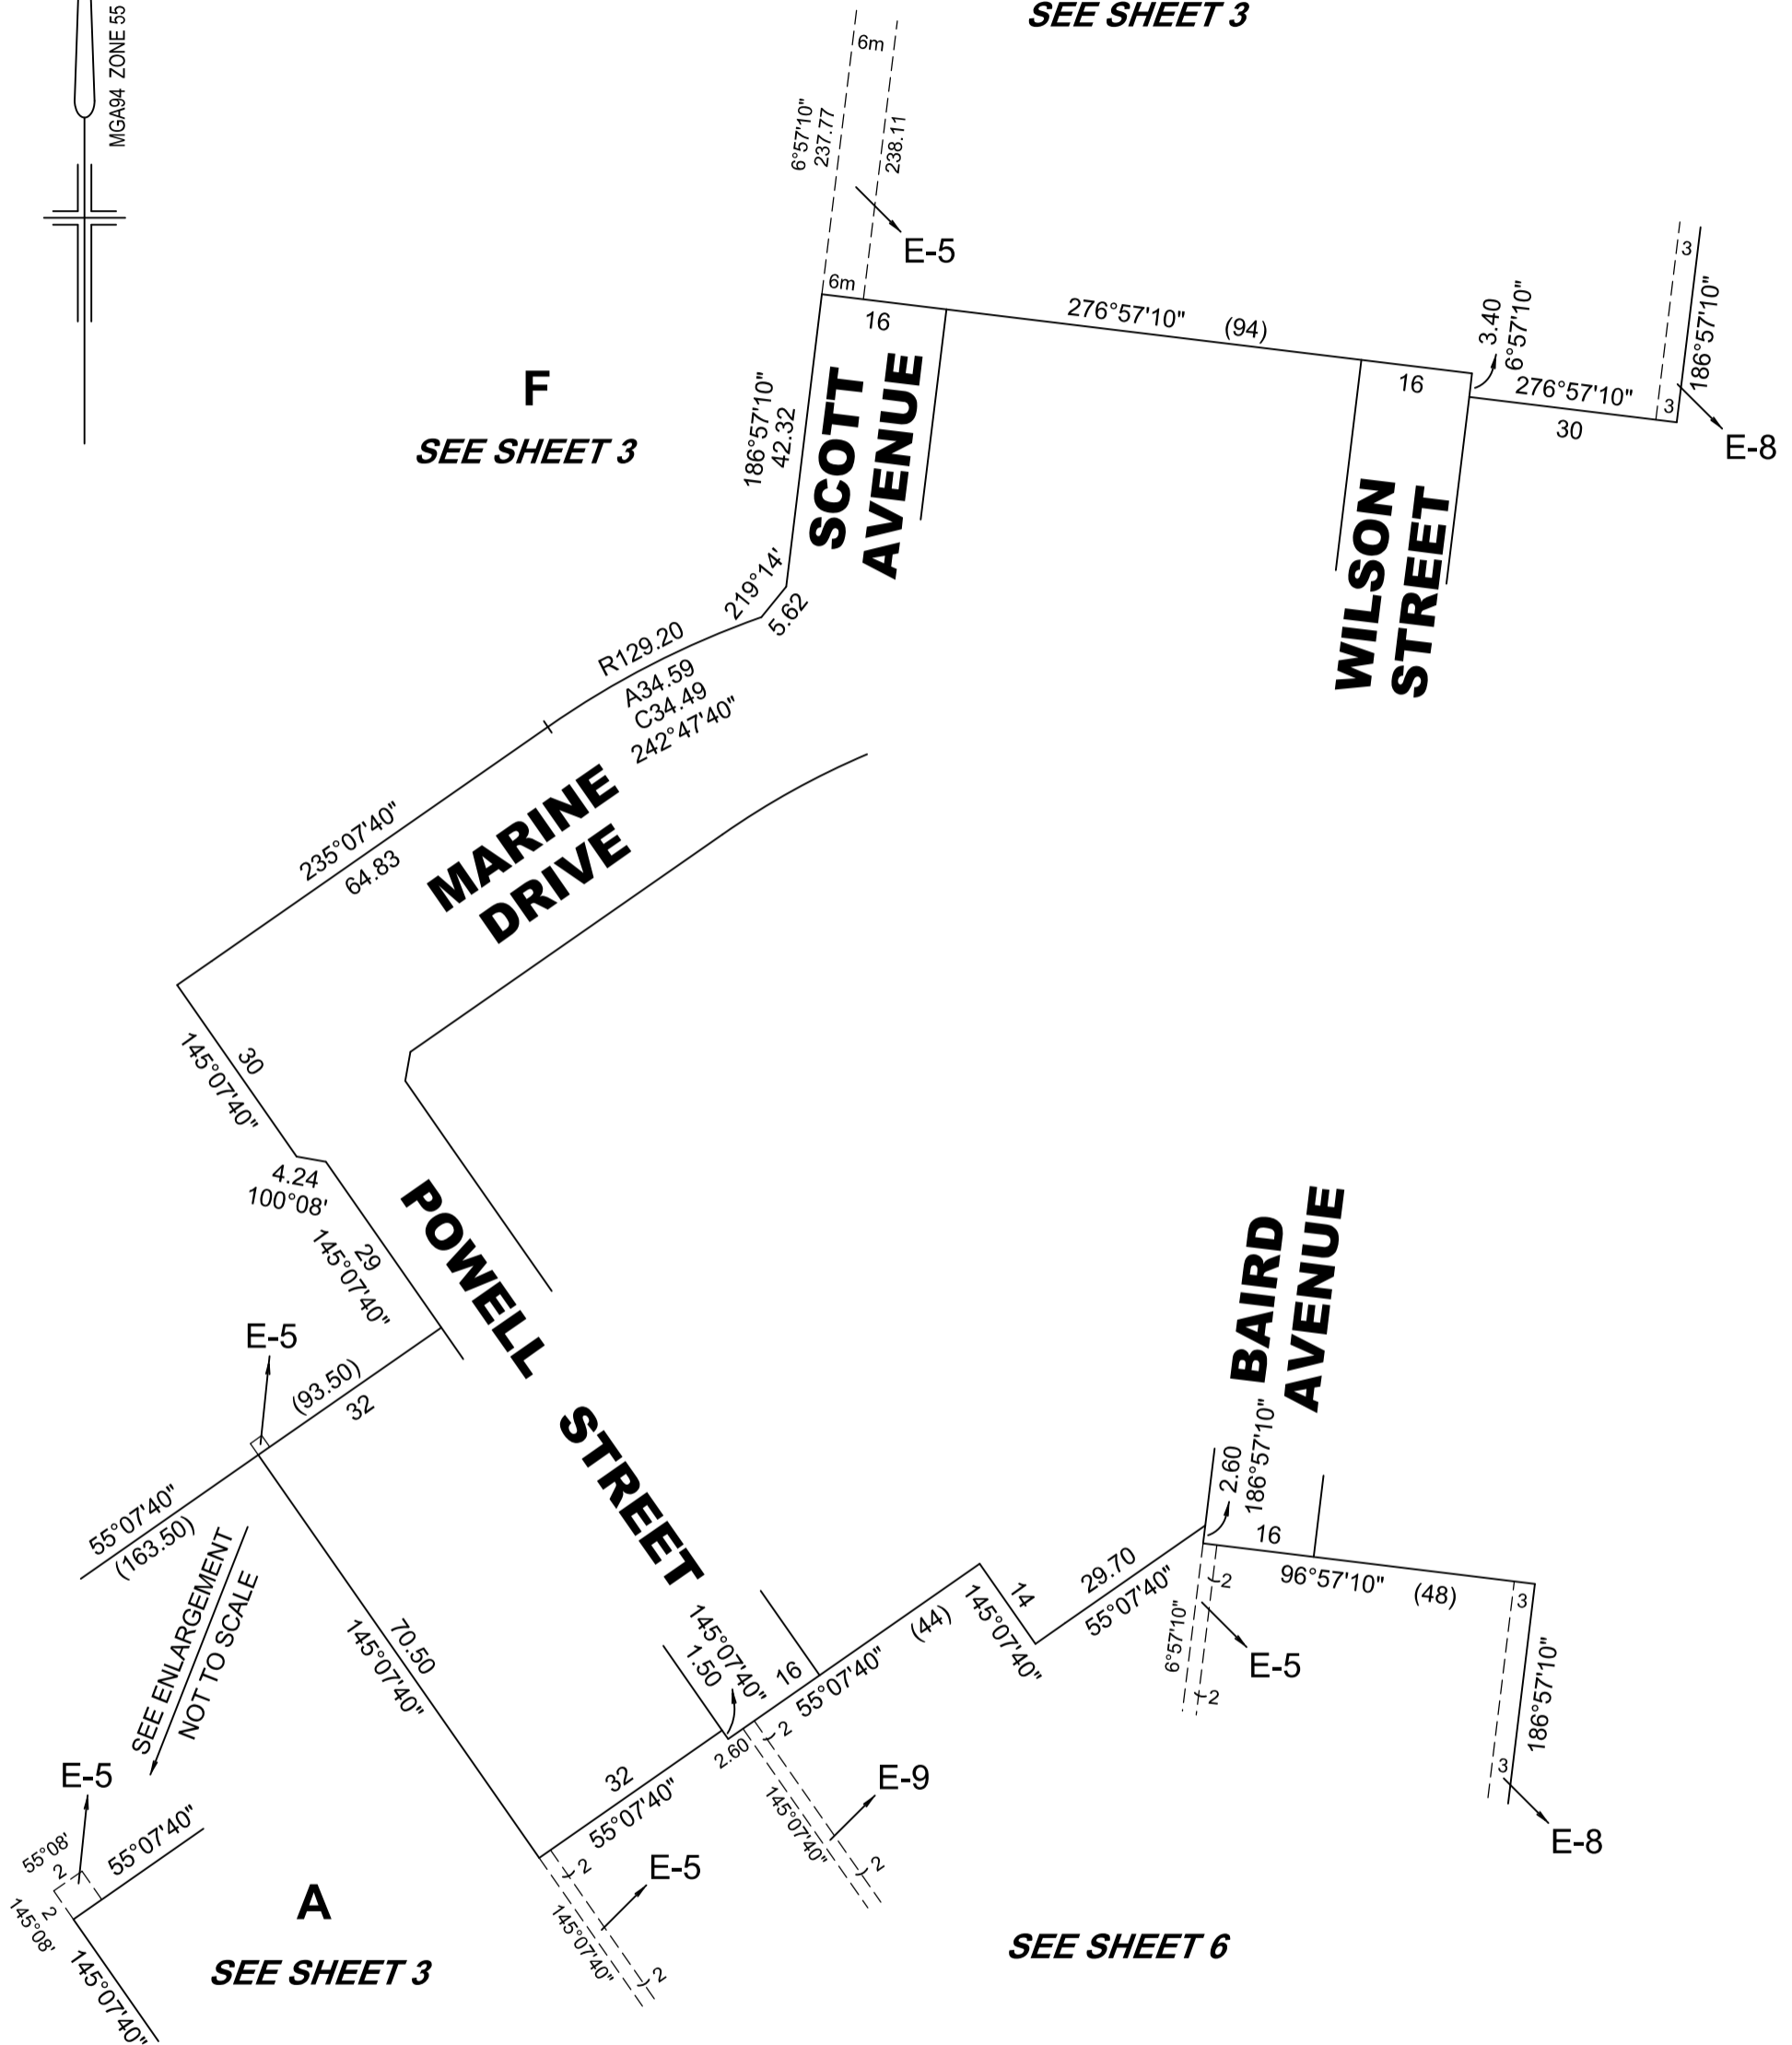 SEE SHEET 3
MGA94 ZONE 55
6m
6°57'10"
237.77
238.11
E-5
6m
16
276°57'10"
(94)
3.40
6°57'10"
3
186°57'10"
16
276°57'10"
3
30
E-8
F
SEE SHEET 3
186°57'10"
42.32
SCOTT
AVENUE
WILSON
STREET
219°14'
5.62
R129.20
A34.59
C34.49
242°47'40"
235°07'40"
64.83
MARINE
DRIVE
30
145°07'40"
4.24
100°08'
29
145°07'40"
POWELL
STREET
BAIRD
AVENUE
E-5
(93.50)
32
55°07'40"
(163.50)
SEE ENLARGEMENT
NOT TO SCALE
70.50
145°07'40"
145°07'40"
1.50
16
55°07'40"
(44)
14
145°07'40"
29.70
55°07'40"
2.60
186°57'10"
16
96°57'10"
(48)
2
6°57'10"
E-5
2
3
186°57'10"
3
E-8
32
55°07'40"
2.60
2
E-9
145°07'40"
2
2
E-5
145°07'40"
2
E-5
55°08'
55°07'40"
2
2
145°08'
145°07'40"
A
SEE SHEET 3
SEE SHEET 6